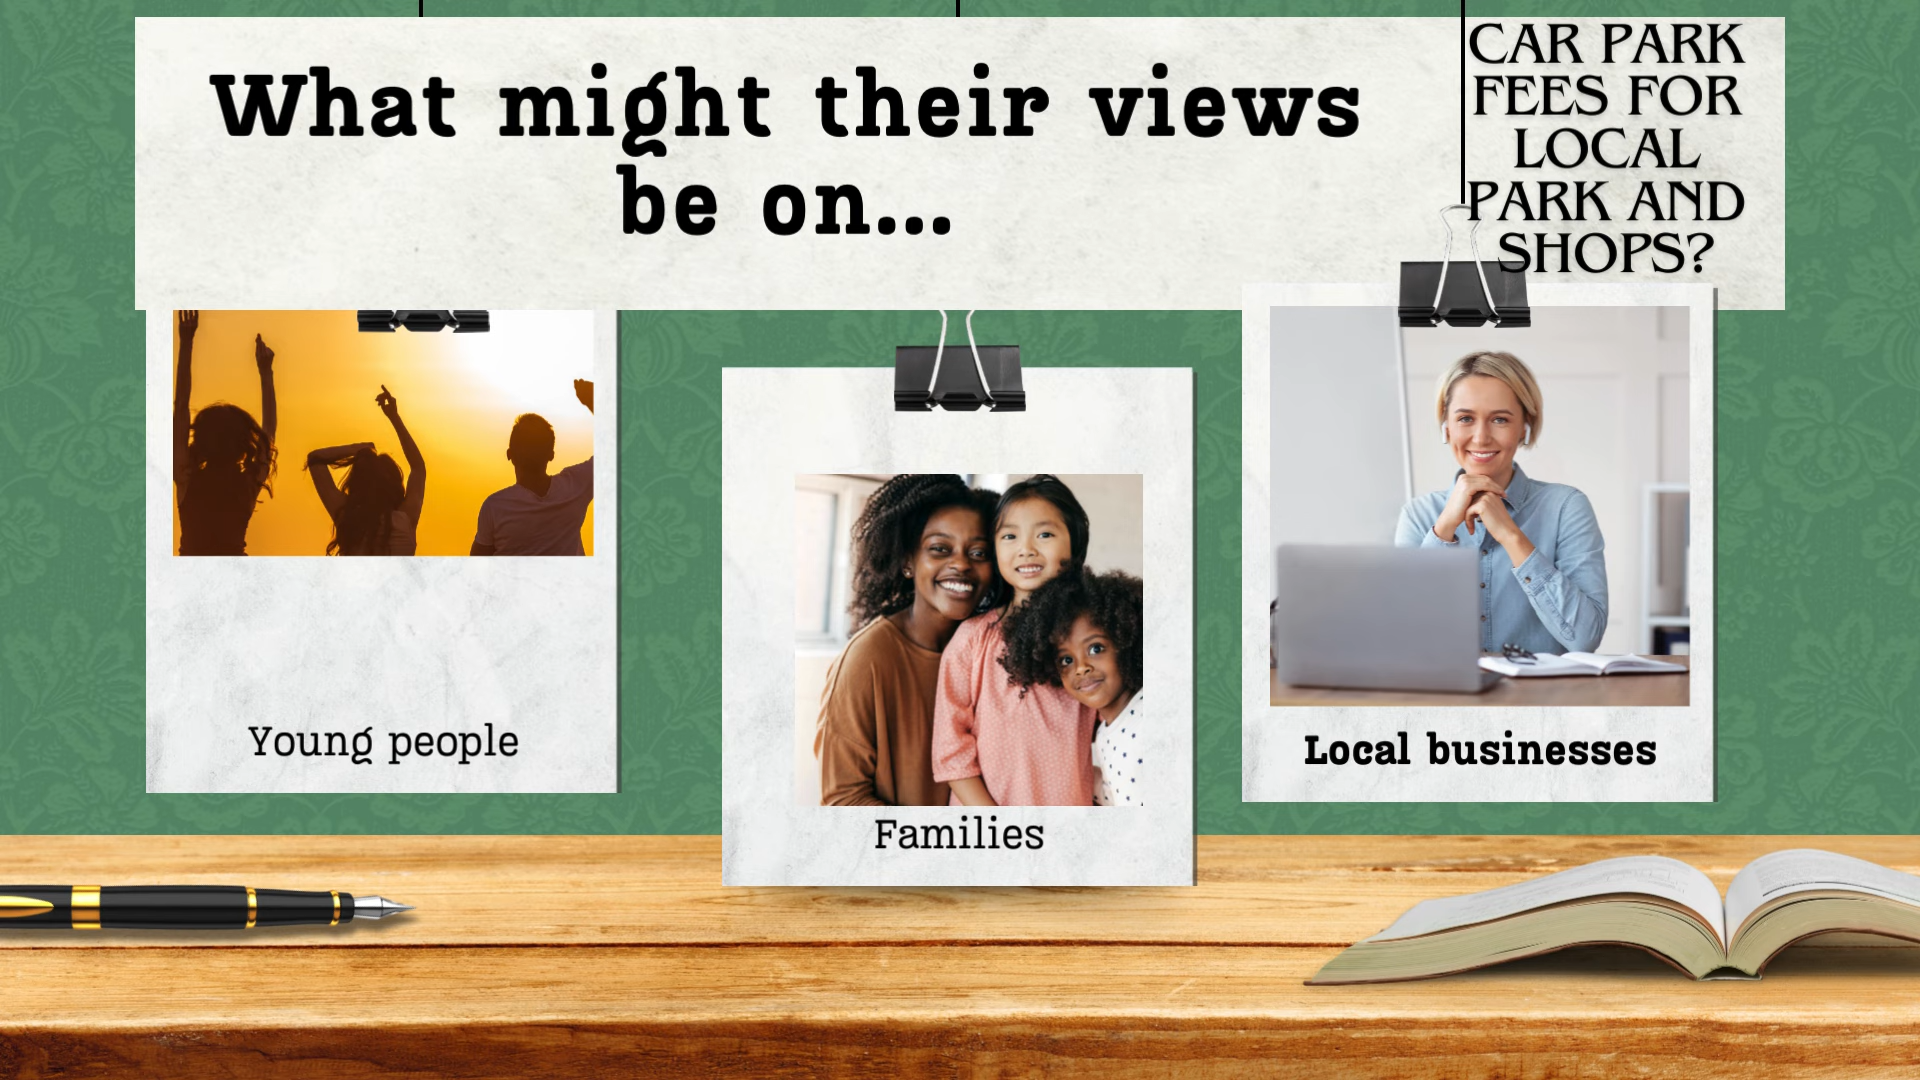 What might their views
be on...
CAR PARK
FEES FOR
LOCAL
PARK AND
SHOPS?
Young people
Families
Local businesses